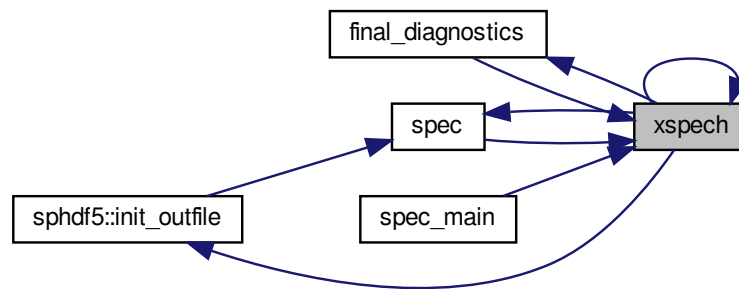 final_diagnostics
spec
xspech
sphdf5::init_outfile
spec_main